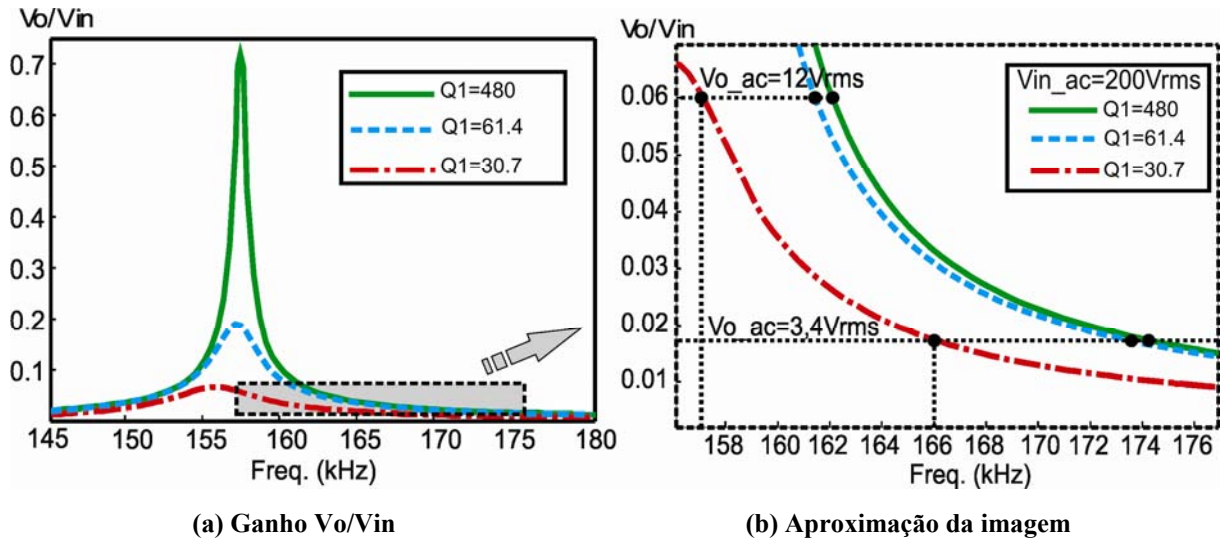 Vo/Vin
0.7
0.6
0.5
0.4
0.3
0.2
0.1
145 150 155 160 165 170 175 180
Freq. (kHz)
Q1=480
Q1=61.4
Q1=30.7
(a) Ganho Vo/Vin
Vo/Vin
0.06
0.05
0.04
0.03
0.02
0.01
158 160 162 164 166 168 170 172 174 176
Freq. (kHz)
Vo_ac=12Vrms
Vo_ac=3,4Vrms
Vin_ac=200Vrms
Q1=480
Q1=61.4
Q1=30.7
(b) Aproximação da imagem